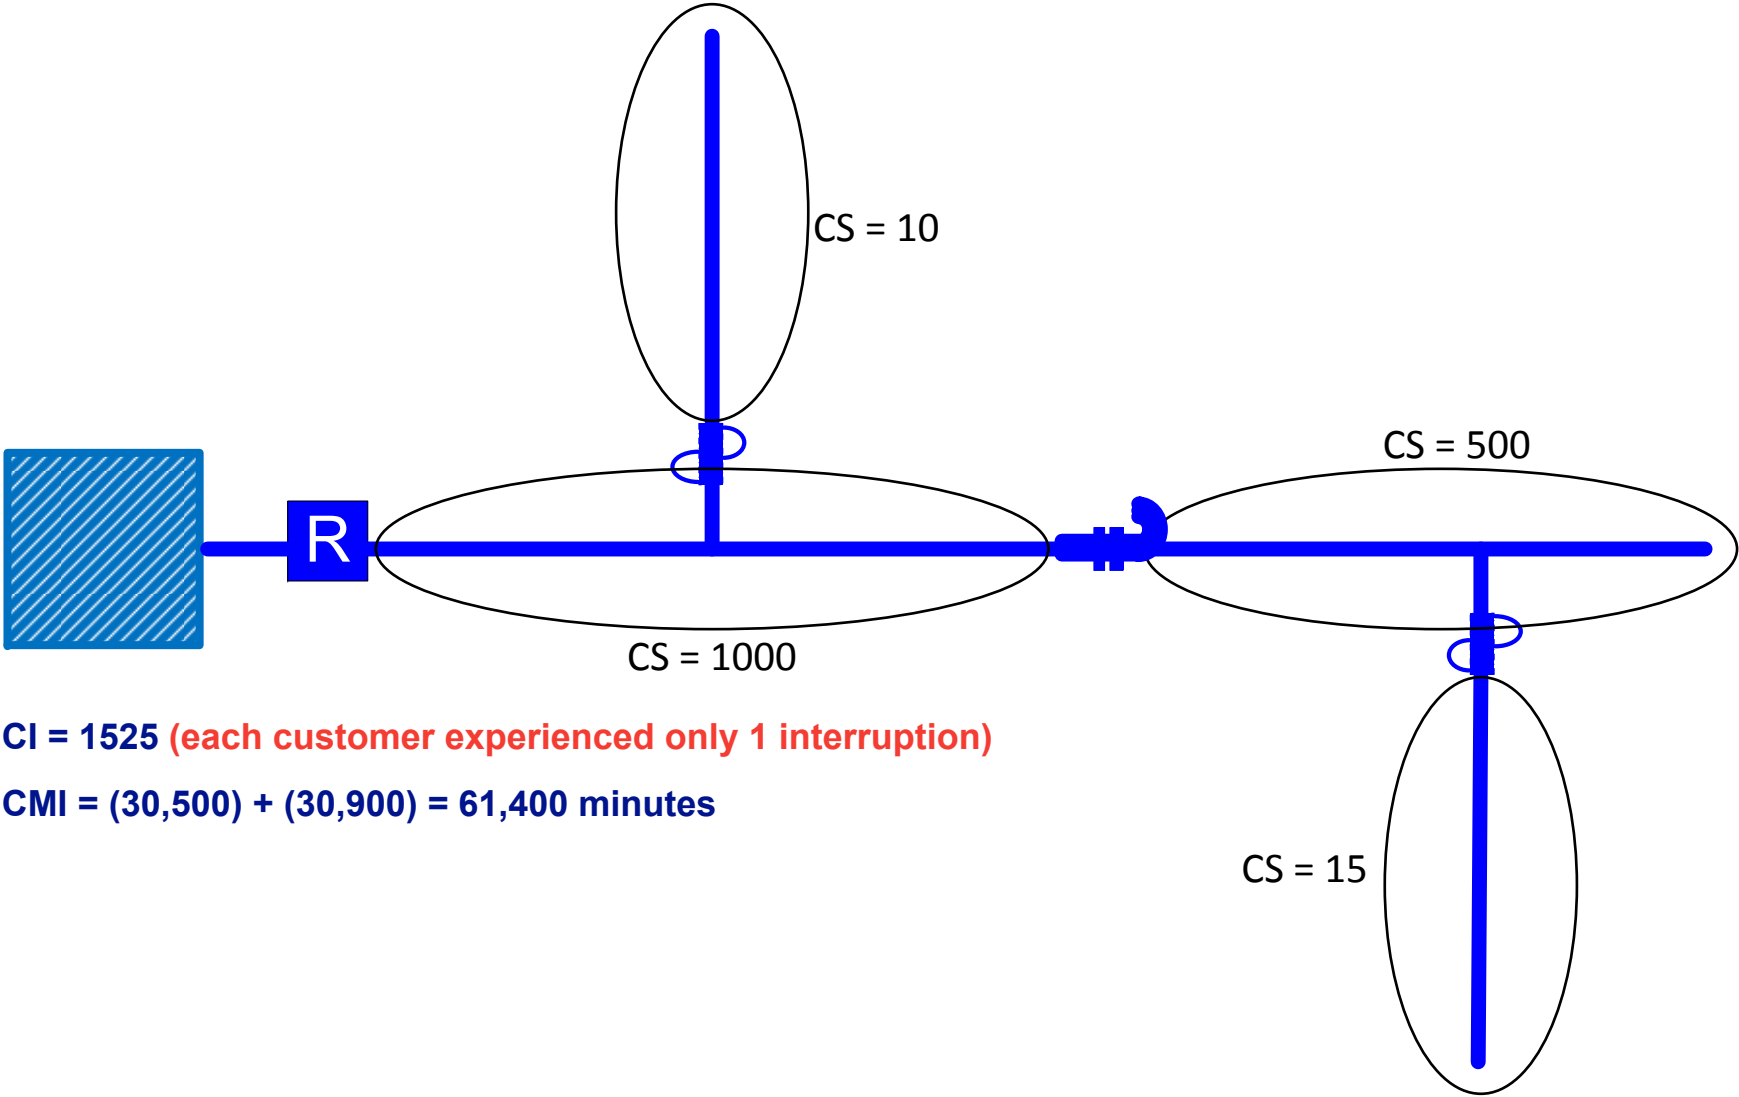 CS = 10
CS = 500
R
CS = 1000
CI = 1525 (each customer experienced only 1 interruption)
CMI = (30,500) + (30,900) = 61,400 minutes
CS = 15